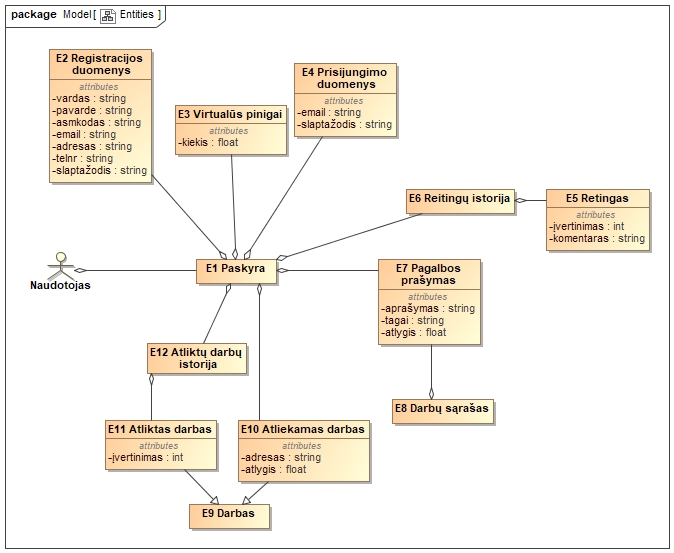 package Model [ Entities ]
E2 Registracijos
duomenys
attributes
-vardas : string
-pavarde : string
-asmkodas : string
-email : string
-adresas : string
-telnr : string
-slaptažodis : string
E3 Virtualūs pinigai
attributes
-kiekis : float
E4 Prisijungimo
duomenys
attributes
-email : string
-slaptažodis : string
E6 Reitingų istorija
E5 Retingas
attributes
-įvertinimas : int
-komentaras : string
Naudotojas
E1 Paskyra
E7 Pagalbos
prašymas
attributes
-aprašymas : string
-tagai : string
-atlygis : float
E12 Atliktų darbų
istorija
E8 Darbų sąrašas
E11 Atliktas darbas
attributes
-įvertinimas : int
E10 Atliekamas darbas
attributes
-adresas : string
-atlygis : float
E9 Darbas